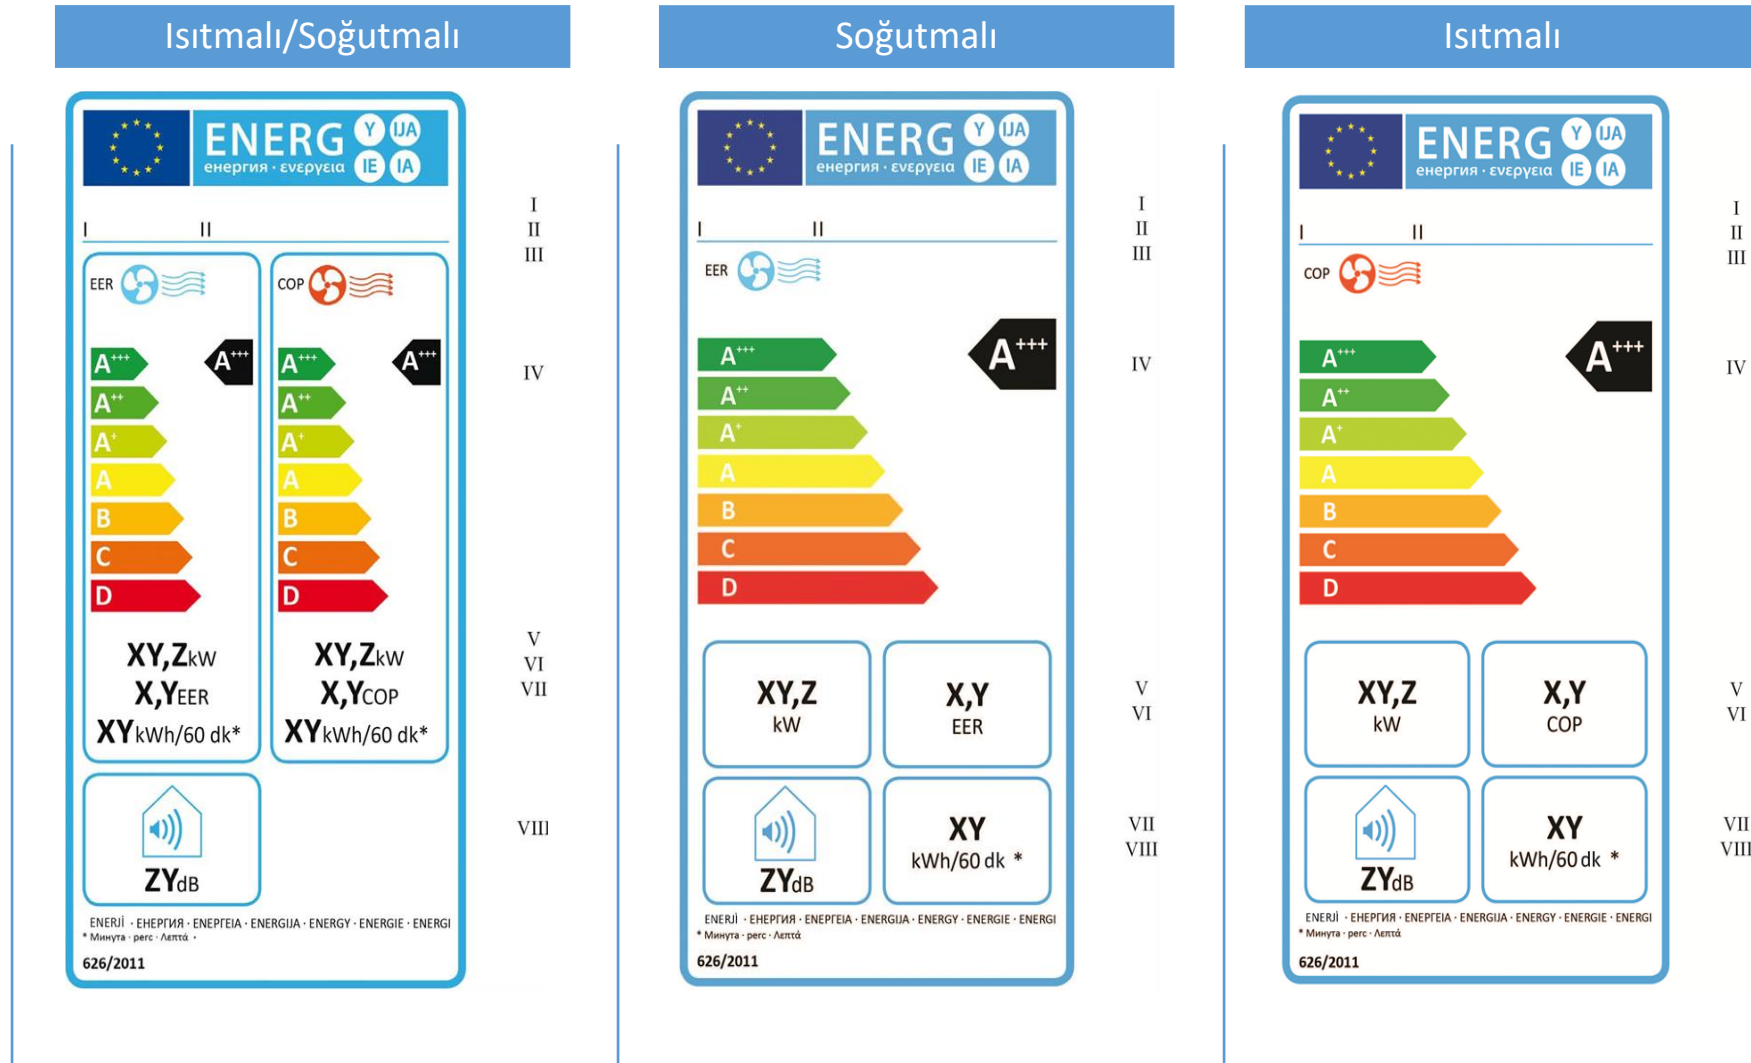 Isıtmalı/Soğutmalı
ENERG Y IJA
енергия · ενεργεια IE IA
I II
I
II
III
EER COP
A+++ A+++ A+++ A+++
IV
A++ A++
A+ A+
A A
B B
C C
D D
XY,ZkW XY,ZkW
X,YEER X,YCOP
XYkWh/60 dk* XYkWh/60 dk*
V
VI
VII
ZYdB
VIII
ENERJİ · ЕНЕРГИЯ · ΕΝΕΡΓΕΙΑ · ENERGIJA · ENERGY · ENERGIE · ENERGI
* Минута · perc · Λεπτά ·
626/2011
Soğutmalı
ENERG Y IJA
енергия · ενεργεια IE IA
I II
I
II
III
EER
A+++ A+++
IV
A++
A+
A
B
C
D
XY,Z X,Y
kW EER
V
VI
XY
kWh/60 dk *
ZYdB
VII
VIII
ENERJİ · ЕНЕРГИЯ · ΕΝΕΡΓΕΙΑ · ENERGIJA · ENERGY · ENERGIE · ENERGI
* Минута · perc · Λεπτά
626/2011
Isıtmalı
ENERG Y IJA
енергия · ενεργεια IE IA
I II
I
II
III
COP
A+++ A+++
IV
A++
A+
A
B
C
D
XY,Z X,Y
kW COP
V
VI
XY
kWh/60 dk *
ZYdB
VII
VIII
ENERJİ · ЕНЕРГИЯ · ΕΝΕΡΓΕΙΑ · ENERGIJA · ENERGY · ENERGIE · ENERGI
* Минута · perc · Λεπτά
626/2011